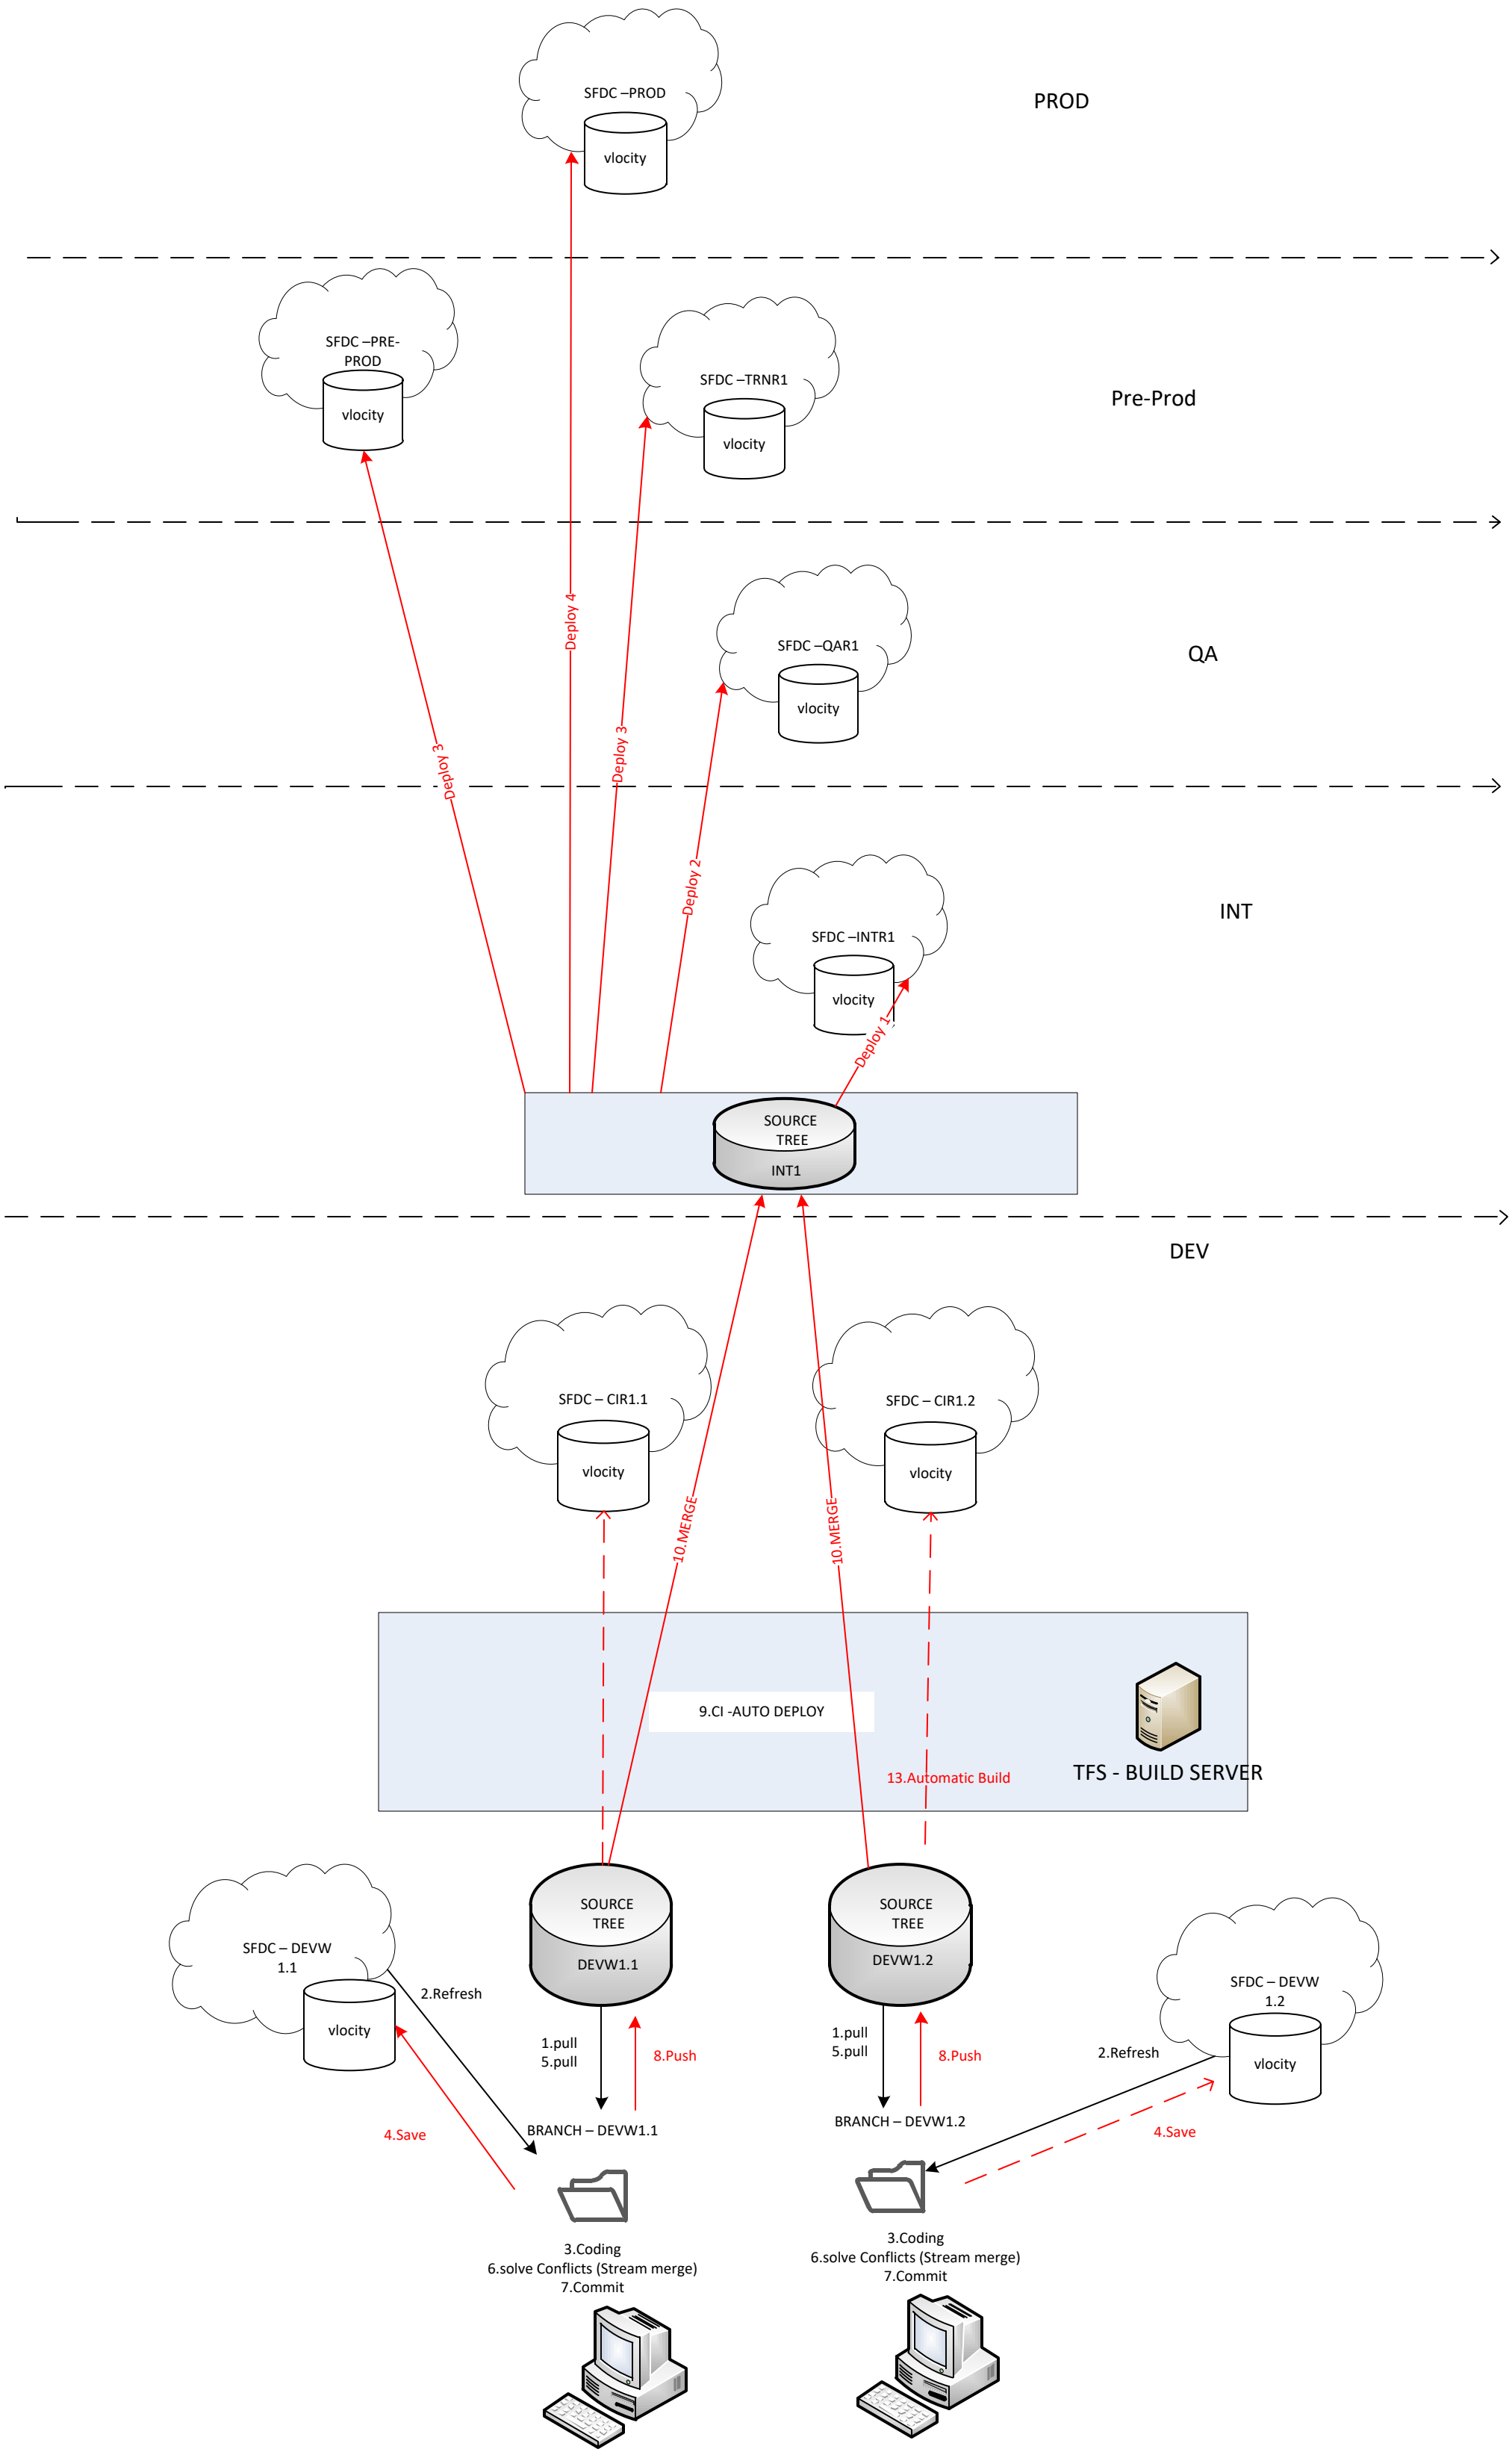 SFDC –PROD
vlocity
PROD
SFDC –PRE-
PROD
vlocity
SFDC –TRNR1
vlocity
Pre-Prod
Deploy 4
SFDC –QAR1
vlocity
QA
Deploy 3
Deploy 3
Deploy 2
SFDC –INTR1
vlocity
INT
Deploy 1
SOURCE
TREE
INT1
DEV
SFDC – CIR1.1
vlocity
SFDC – CIR1.2
vlocity
10.MERGE
10.MERGE
9.CI -AUTO DEPLOY
13.Automatic Build
TFS - BUILD SERVER
SFDC – DEVW
1.1
vlocity
2.Refresh
SOURCE
TREE
DEVW1.1
SOURCE
TREE
DEVW1.2
SFDC – DEVW
1.2
vlocity
2.Refresh
1.pull
5.pull
8.Push
1.pull
5.pull
8.Push
4.Save
BRANCH – DEVW1.1
BRANCH – DEVW1.2
4.Save
3.Coding
6.solve Conflicts (Stream merge)
7.Commit
3.Coding
6.solve Conflicts (Stream merge)
7.Commit